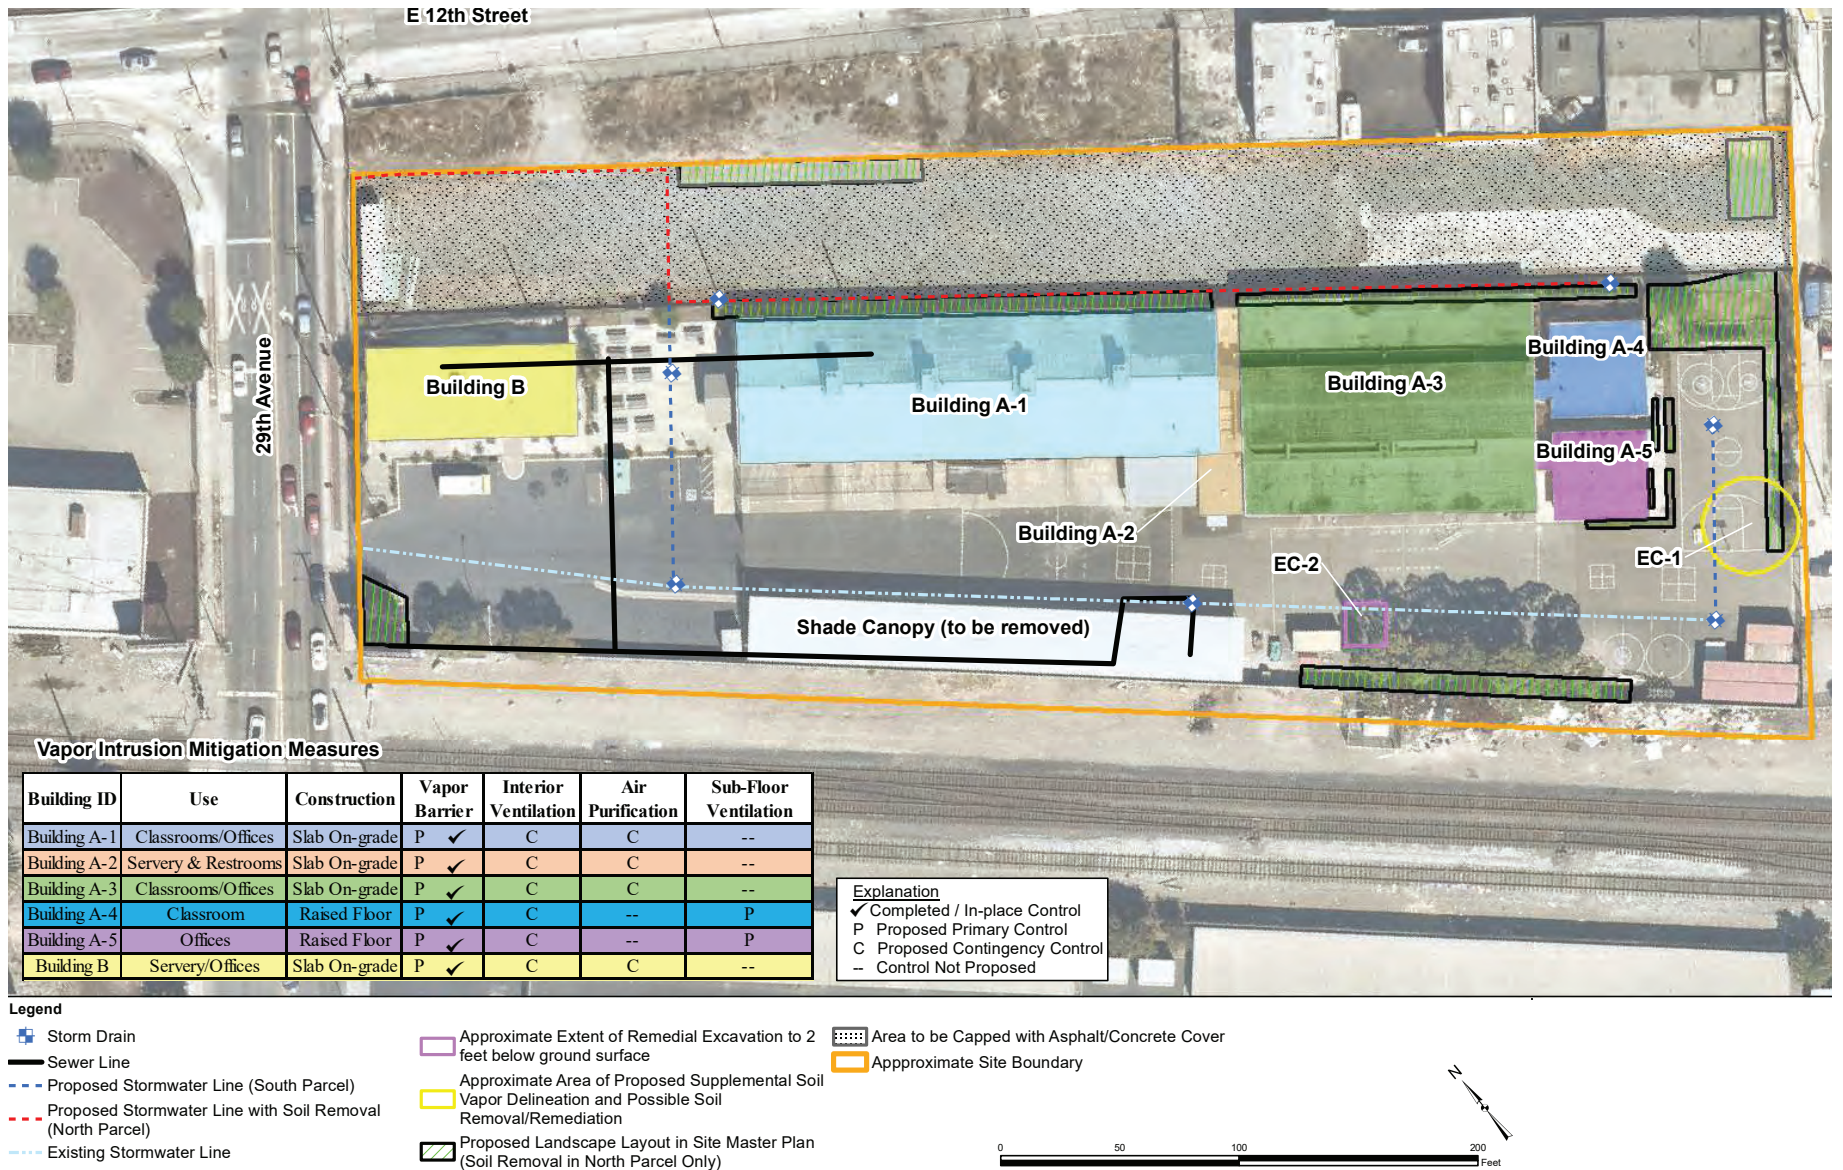 E 12th Street
29th Avenue
Building B
Building A-1
Building A-2
Building A-3
Building A-4
Building A-5
EC-1
EC-2
Shade Canopy (to be removed)
Vapor Intrusion Mitigation Measures
Building ID Use Construction Vapor Barrier Interior Ventilation Air Purification Sub-Floor Ventilation
Building A-1 Classrooms/Offices Slab On-grade P ✓ C C --
Building A-2 Servery & Restrooms Slab On-grade P ✓ C C --
Building A-3 Classrooms/Offices Slab On-grade P ✓ C C --
Building A-4 Classroom Raised Floor P ✓ C -- P
Building A-5 Offices Raised Floor P ✓ C -- P
Building B Servery/Offices Slab On-grade P ✓ C C --
Explanation
✓ Completed / In-place Control
P Proposed Primary Control
C Proposed Contingency Control
-- Control Not Proposed
Legend
Storm Drain
Sewer Line
Proposed Stormwater Line (South Parcel)
Proposed Stormwater Line with Soil Removal
(North Parcel)
Existing Stormwater Line
Approximate Extent of Remedial Excavation to 2
feet below ground surface
Approximate Area of Proposed Supplemental Soil
Vapor Delineation and Possible Soil
Removal/Remediation
Proposed Landscape Layout in Site Master Plan
(Soil Removal in North Parcel Only)
Area to be Capped with Asphalt/Concrete Cover
Appproximate Site Boundary
N
0 50 100 200
Feet